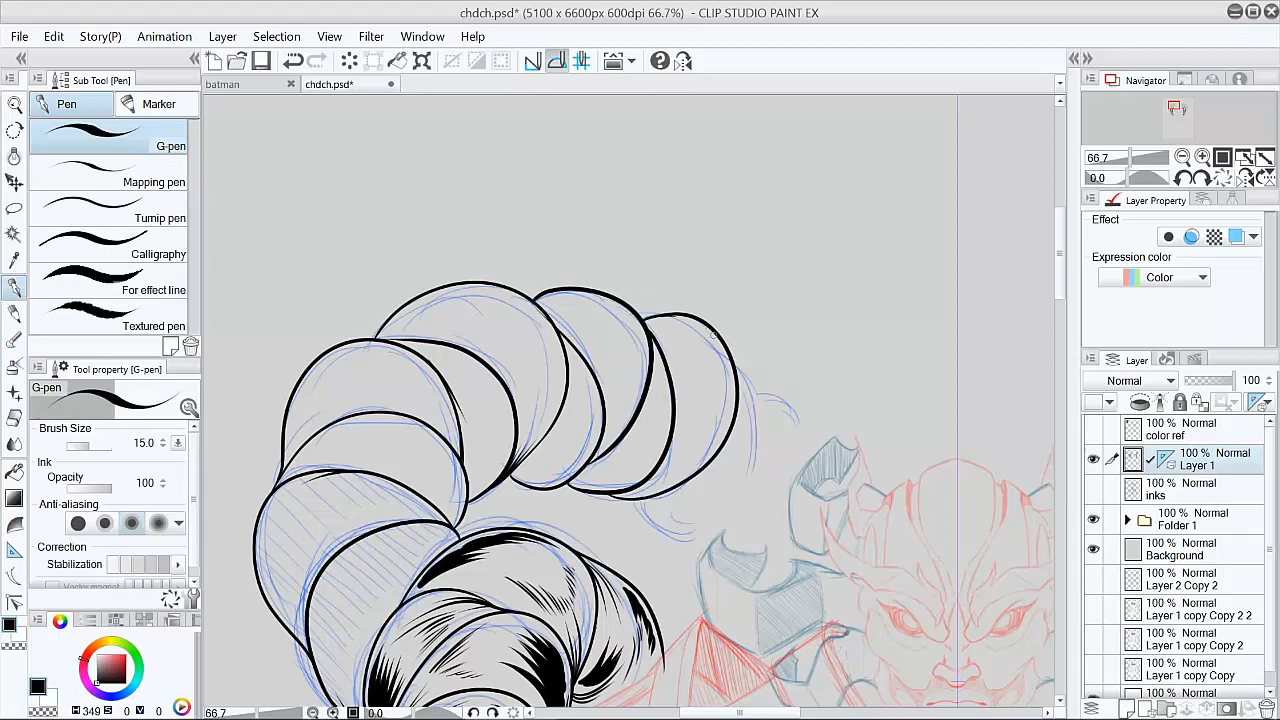 chdch.psd* (5100 x 6600px 600dpi 66.7%)  - CLIP STUDIO PAINT EX
File Edit Story(P) Animation Layer Selection View Filter Window Help
Sub Tool [Pen]
Navigator
batman chdch.psd*
Pen Marker
G-pen
Mapping pen
66.7
0.0
Turnip pen
Layer Property
Effect
Calligraphy
Expression color
For effect line
Color
Textured pen
Layer
Tool property [G-pen]
Normal 100
G-pen
100 % Normal
color ref
Brush Size
15.0
100 % Normal
Layer 1
Ink
Opacity 100
100 % Normal
inks
Anti-aliasing
100 % Normal
Folder 1
Correction
100 % Normal
Background
Stabilization
100 % Normal
Layer 2 Copy 2
Vector magnet
100 % Normal
Layer 1 copy Copy 2 2
100 % Normal
Layer 1 copy Copy 2
100 % Normal
Layer 1 copy Copy
100 % Normal
H 349 S 0 V 0
66.7 0.0